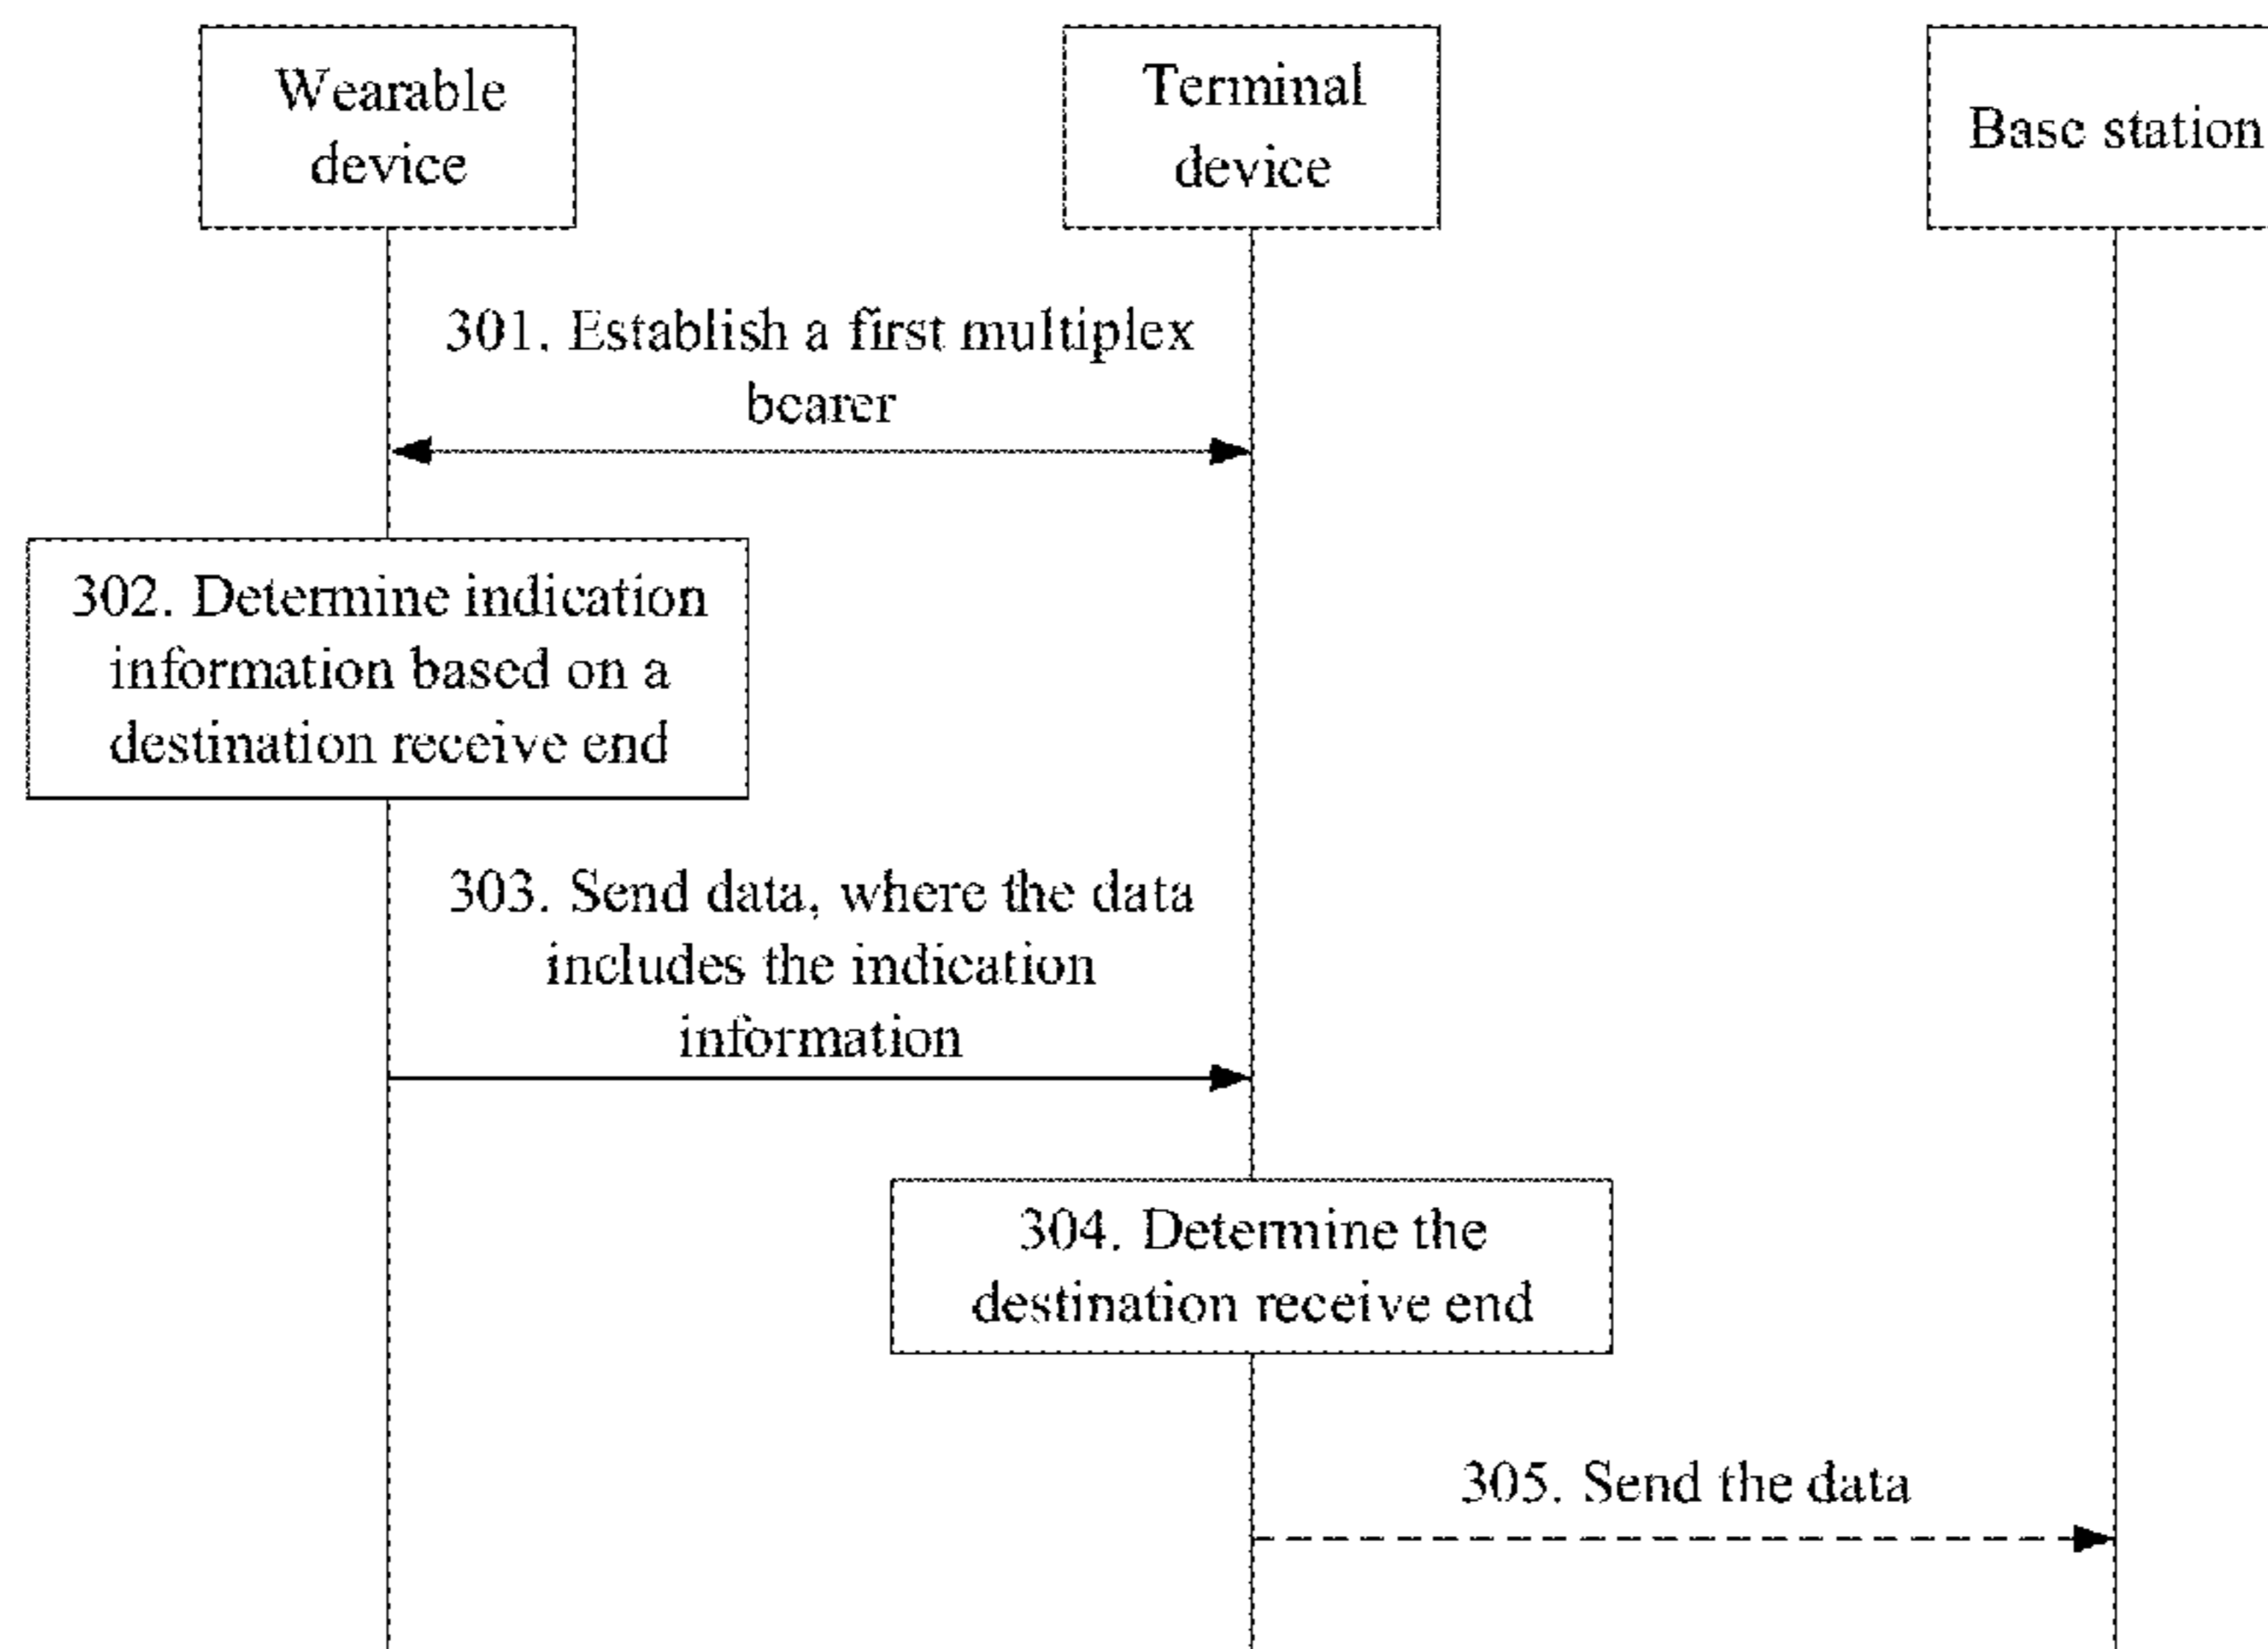 Wearable
device
Terminal
device
Base station
301. Establish a first multiplex
bearer
302. Determine indication
information based on a
destination receive end
303. Send data, where the data
includes the indication
information
304. Determine the
destination receive end
305. Send the data